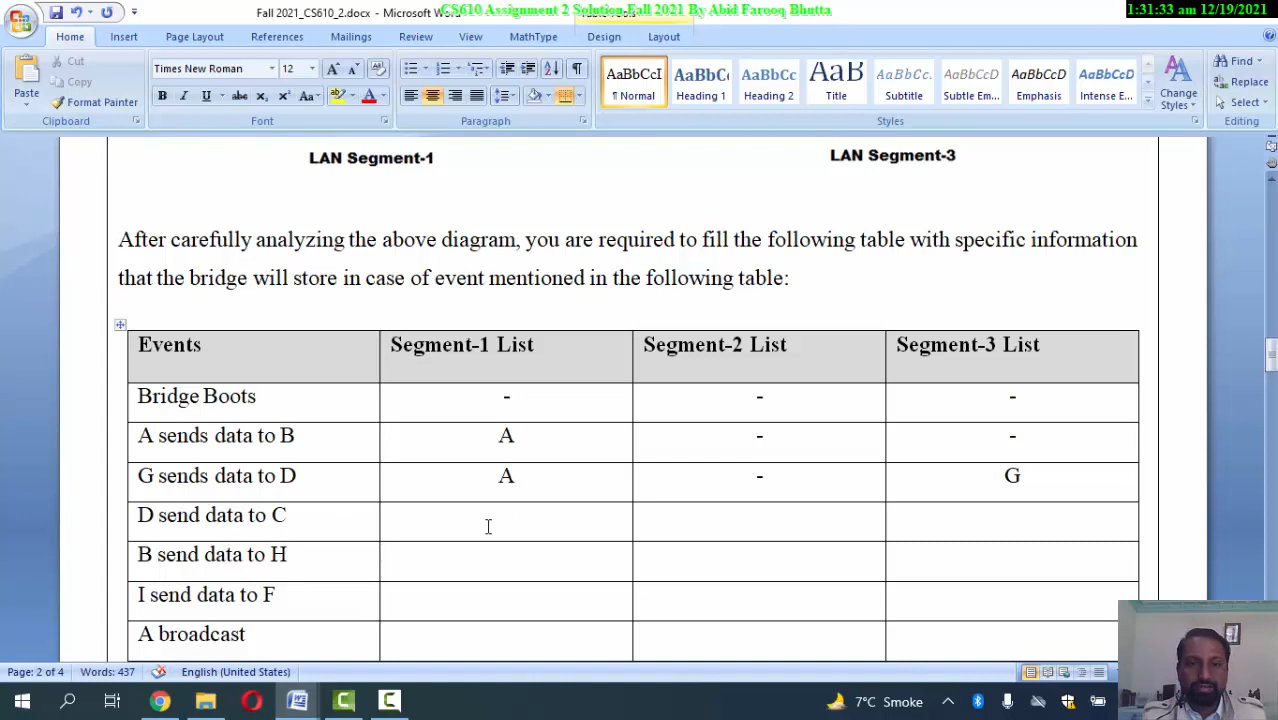 Fall 2021_CS610_2.docx - Microsoft Word
CS610 Assignment 2 Solution Fall 2021 By Abid Farooq Bhutta
1:31:33 am 12/19/2021
Home Insert Page Layout References Mailings Review View MathType Design Layout
Paste
Cut
Copy
Format Painter
Clipboard
Times New Roman 12
Font
Paragraph
AaBbCcI AaBbCc AaBbCc AaB AaBbCc. AaBbCcD AaBbCcD AaBbCcD
¶ Normal Heading 1 Heading 2 Title Subtitle Subtle Em... Emphasis Intense E...
Styles
Change
Styles
Find
Replace
Select
Editing
LAN Segment-1 LAN Segment-3
After carefully analyzing the above diagram, you are required to fill the following table with specific information
that the bridge will store in case of event mentioned in the following table:
Events Segment-1 List Segment-2 List Segment-3 List
Bridge Boots - - -
A sends data to B A - -
G sends data to D A - G
D send data to C
B send data to H
I send data to F
A broadcast
Page: 2 of 4 Words: 437 English (United States)
7°C Smoke